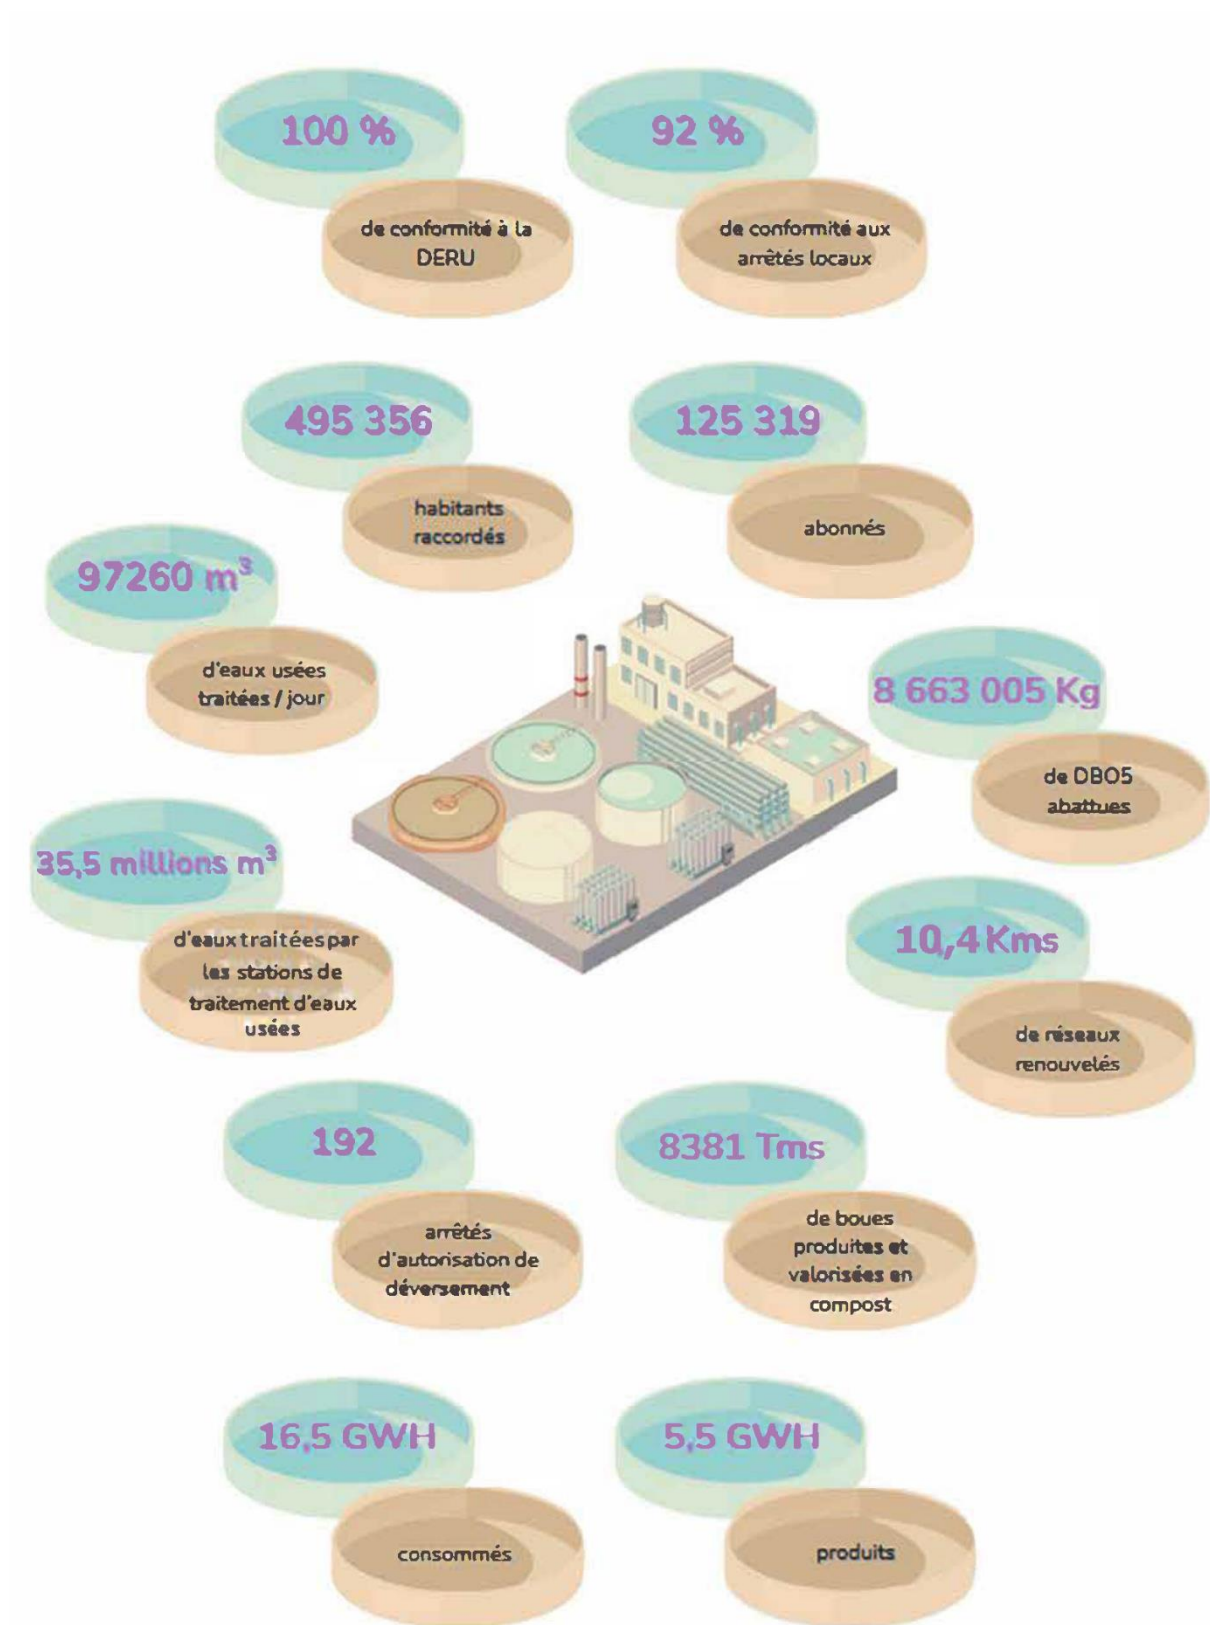 100 %
de conformité à la
DERU
92 %
de conformité aux
arrêtés locaux
495 356
habitants
raccordés
125 319
abonnés
97260 m³
d'eaux usées
traitées / jour
8 663 005 Kg
de DBO5
abattues
35,5 millions m³
d'eaux traitées par
les stations de
traitement d'eaux
usées
10,4 Kms
de réseaux
renouvelés
192
arrêtés
d'autorisation de
déversement
8381 Tms
de boues
produites et
valorisées en
compost
16,5 GWH
consommés
5,5 GWH
produits